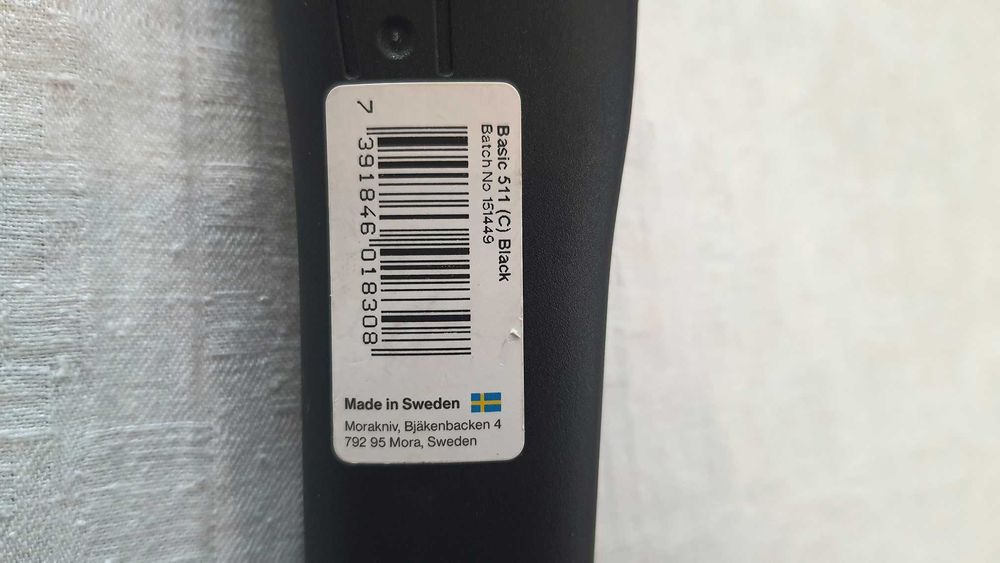 Basic 511 (C) Black
Batch No 151449
7 391846 018308
Made in Sweden
Morakniv, Bjäkenbacken 4
792 95 Mora, Sweden